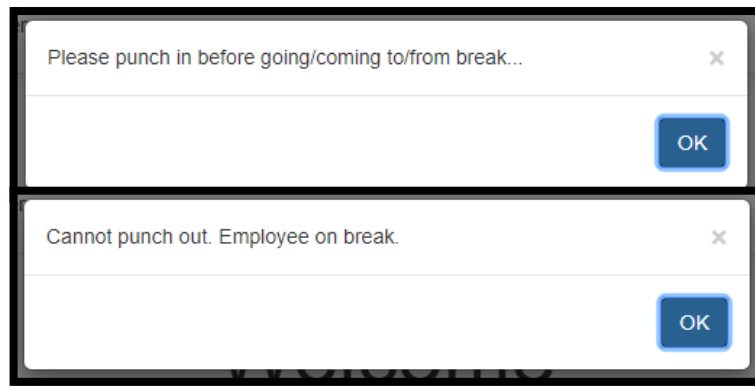 Please punch in before going/coming to/from break...
×
OK
Cannot punch out. Employee on break.
×
OK